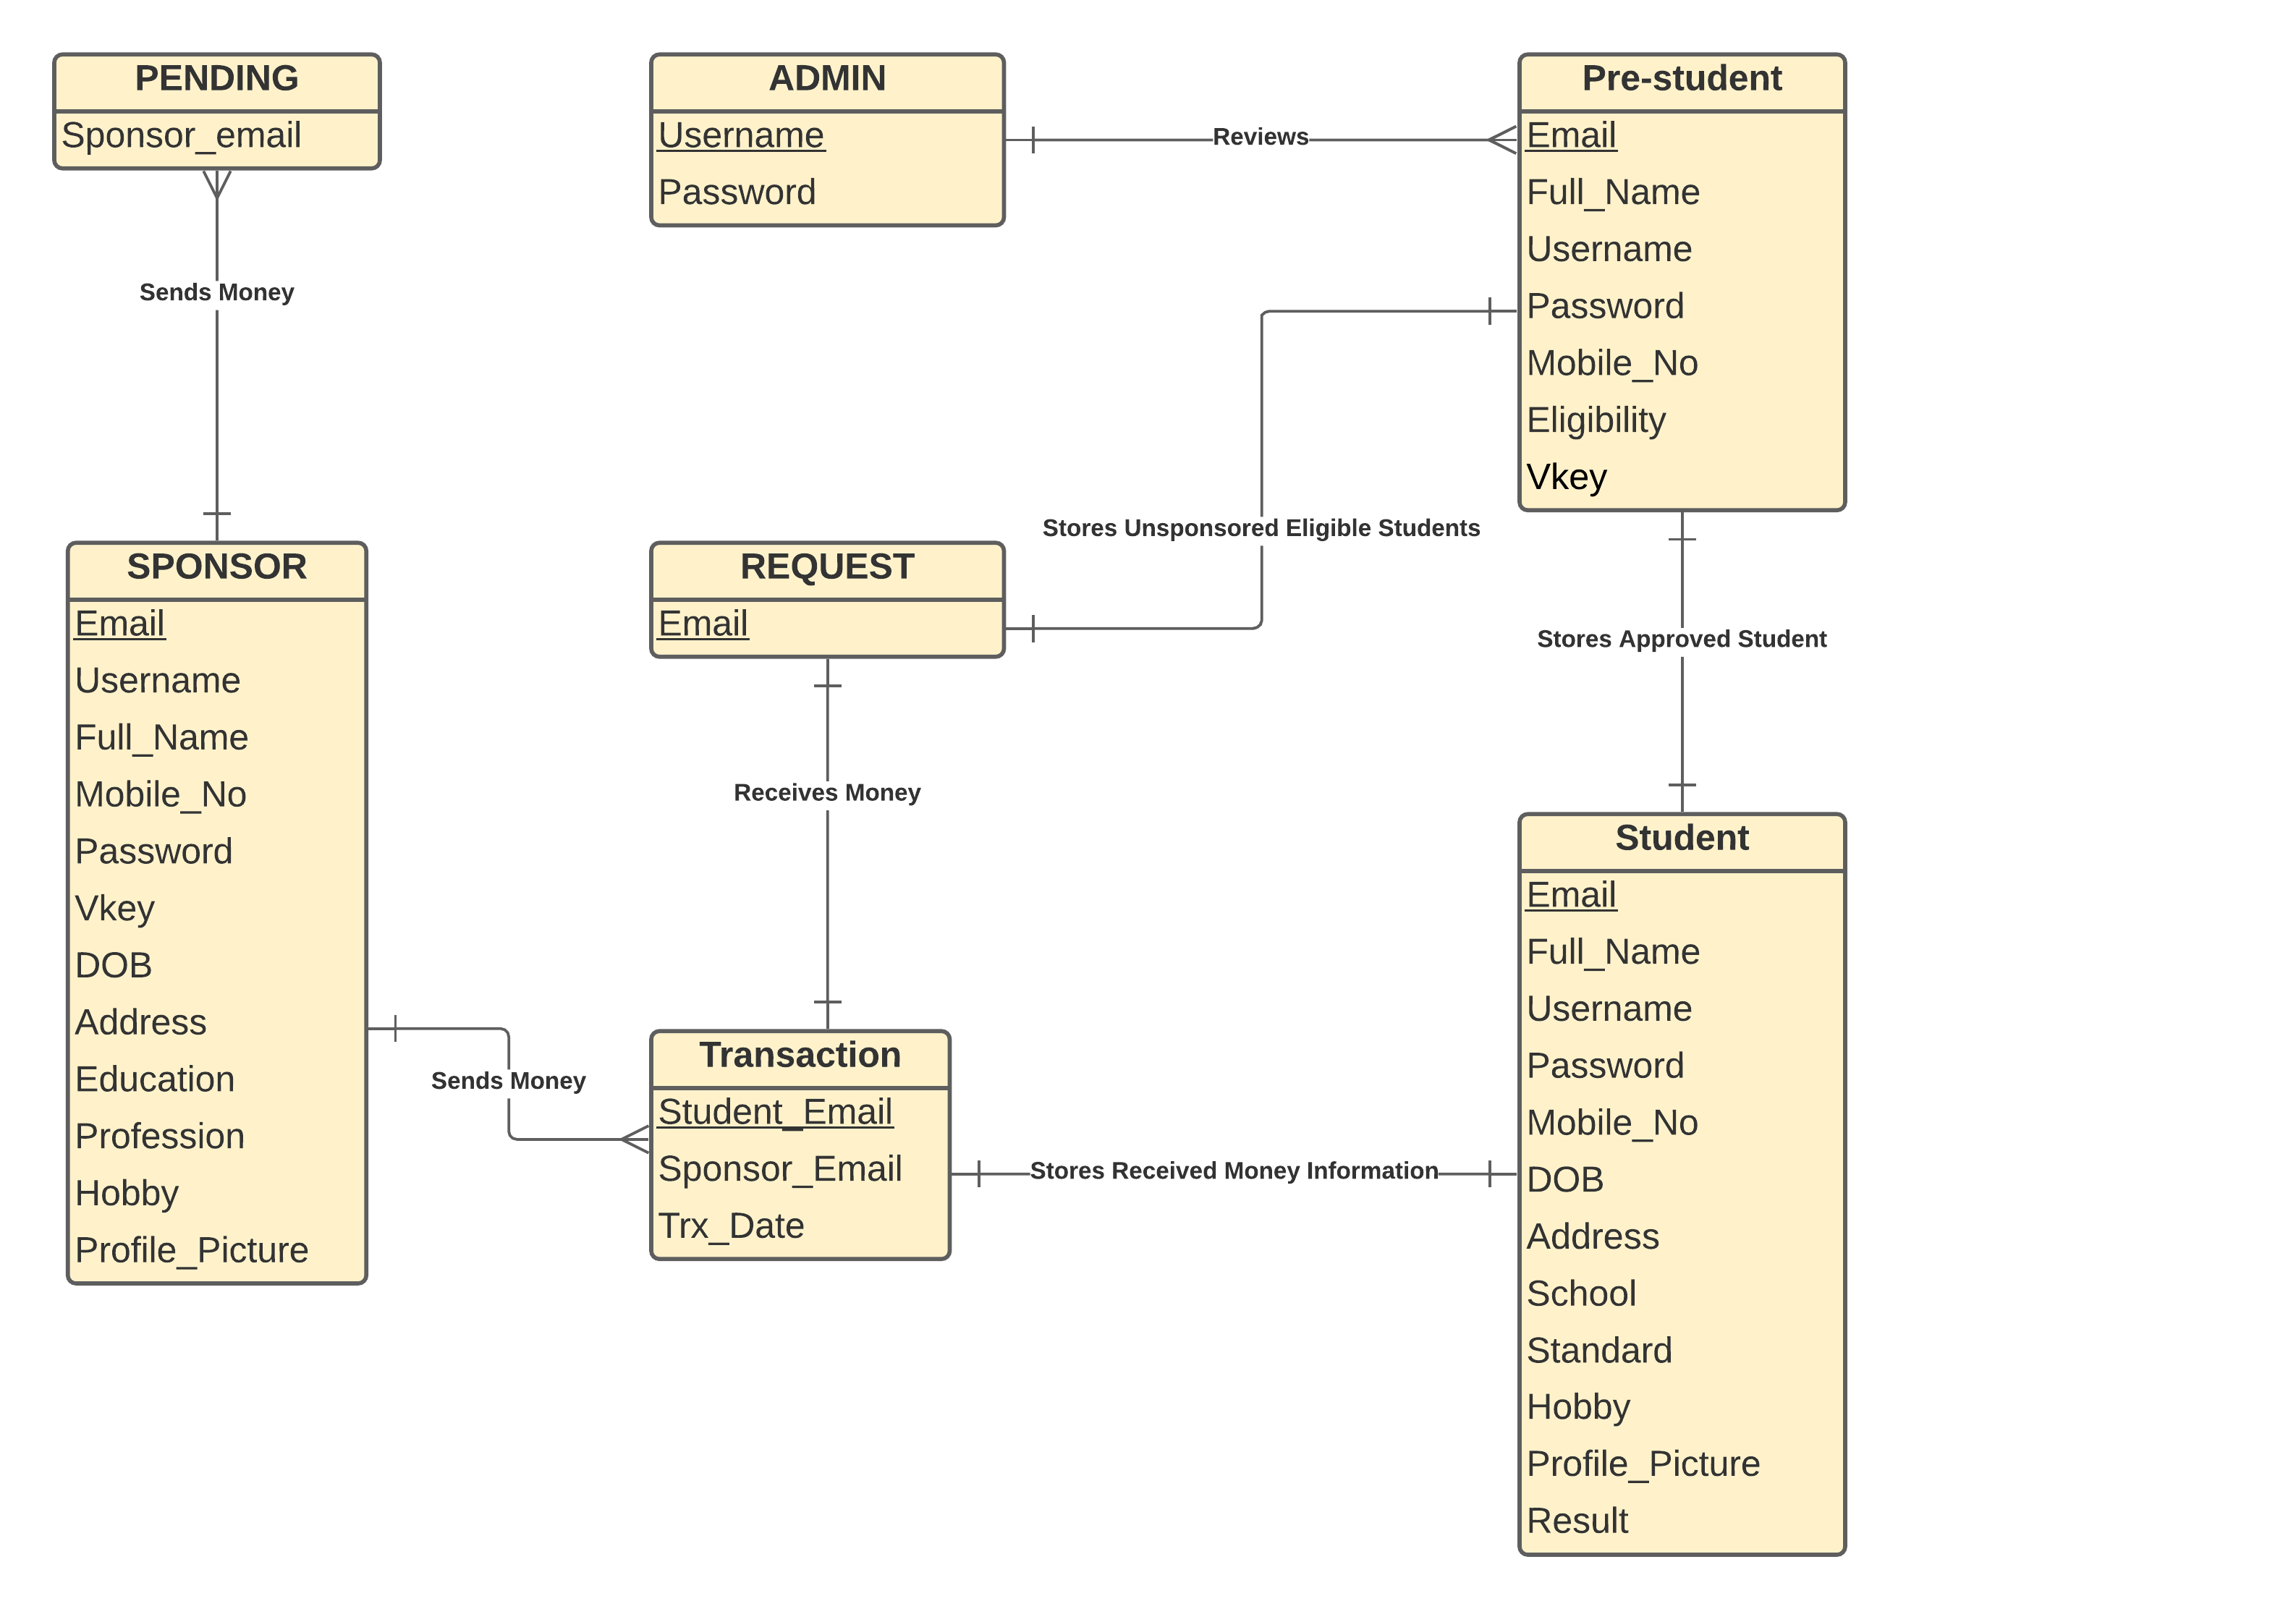 PENDING
Sponsor_email
Sends Money
SPONSOR
Email
Username
Full_Name
Mobile_No
Password
Vkey
DOB
Address
Education
Profession
Hobby
Profile_Picture
Sends Money
ADMIN
Username
Password
Reviews
REQUEST
Email
Stores Unsponsored Eligible Students
Receives Money
Transaction
Student_Email
Sponsor_Email
Trx_Date
Stores Received Money Information
Pre-student
Email
Full_Name
Username
Password
Mobile_No
Eligibility
Vkey
Stores Approved Student
Student
Email
Full_Name
Username
Password
Mobile_No
DOB
Address
School
Standard
Hobby
Profile_Picture
Result